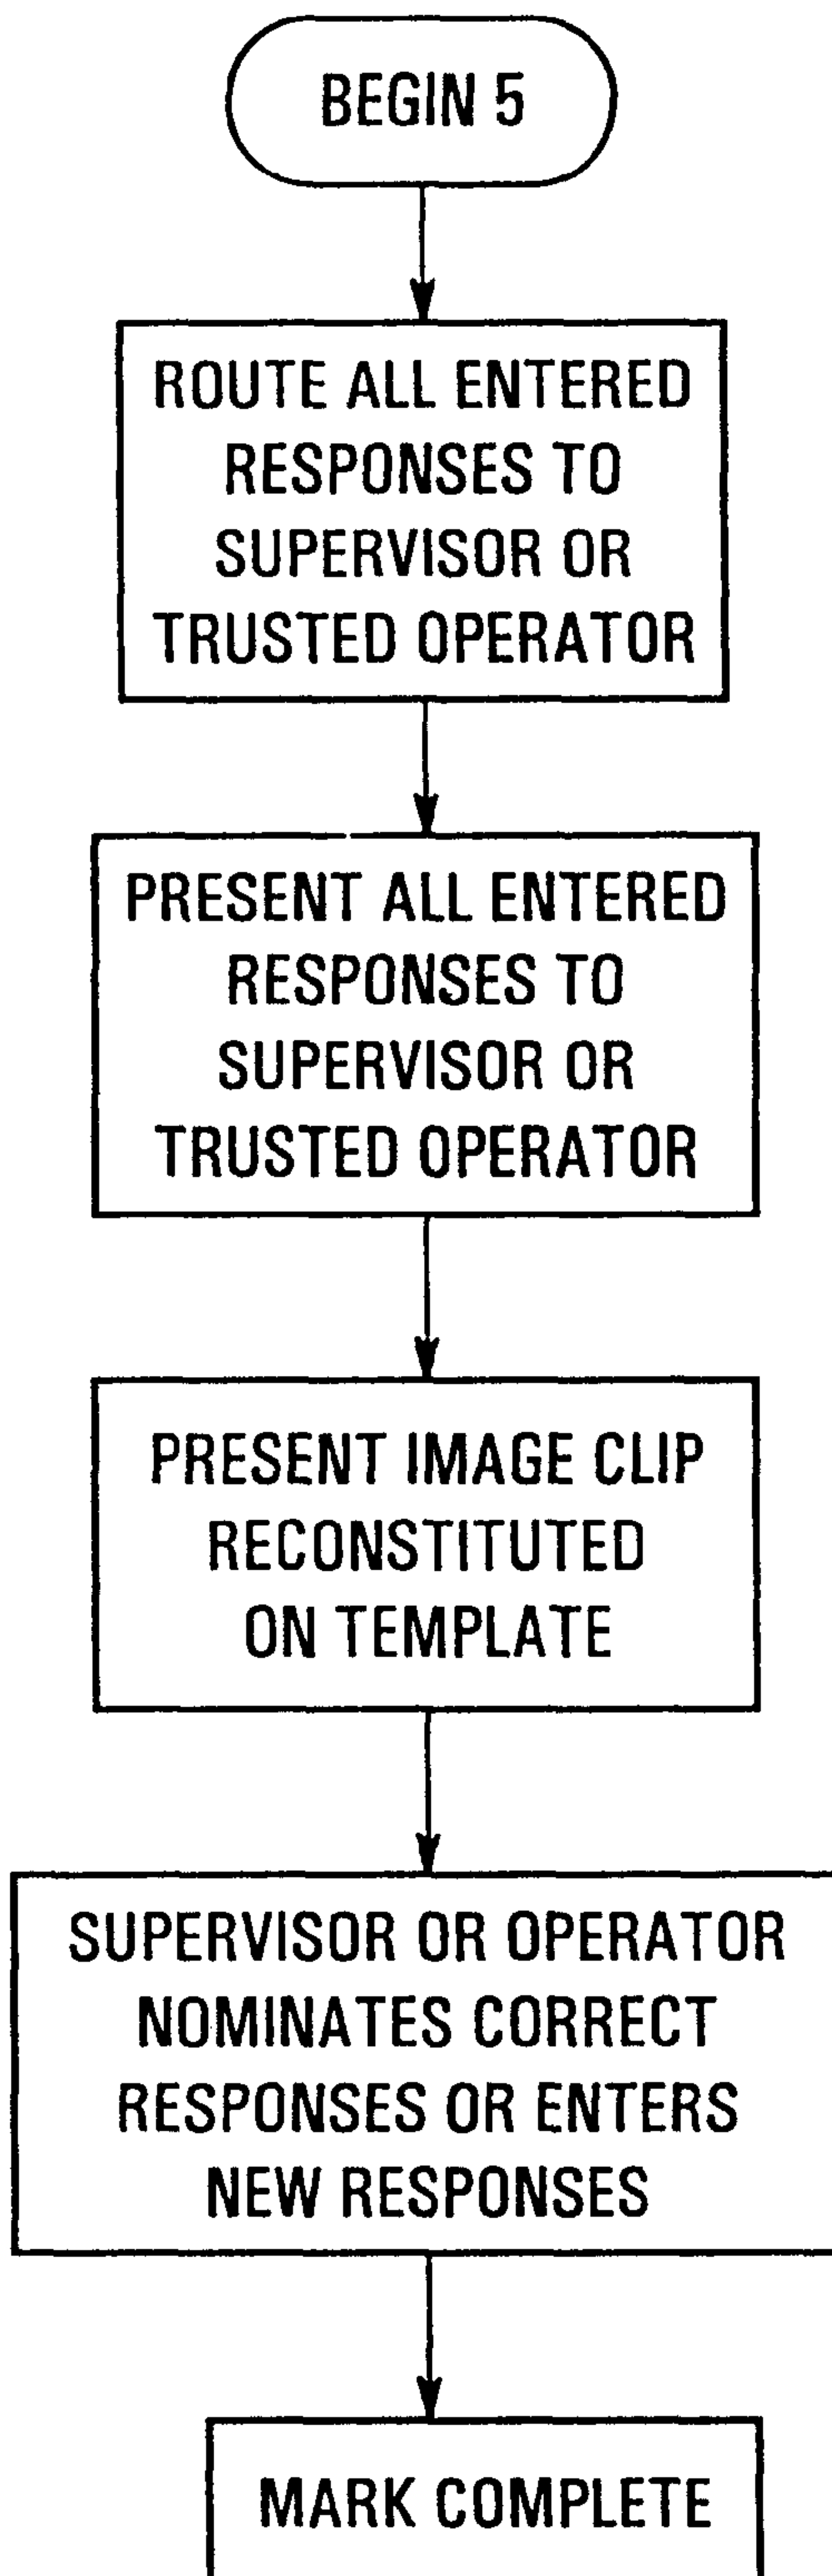 BEGIN 5
ROUTE ALL ENTERED
RESPONSES TO
SUPERVISOR OR
TRUSTED OPERATOR
PRESENT ALL ENTERED
RESPONSES TO
SUPERVISOR OR
TRUSTED OPERATOR
PRESENT IMAGE CLIP
RECONSTITUTED
ON TEMPLATE
SUPERVISOR OR OPERATOR
NOMINATES CORRECT
RESPONSES OR ENTERS
NEW RESPONSES
MARK COMPLETE